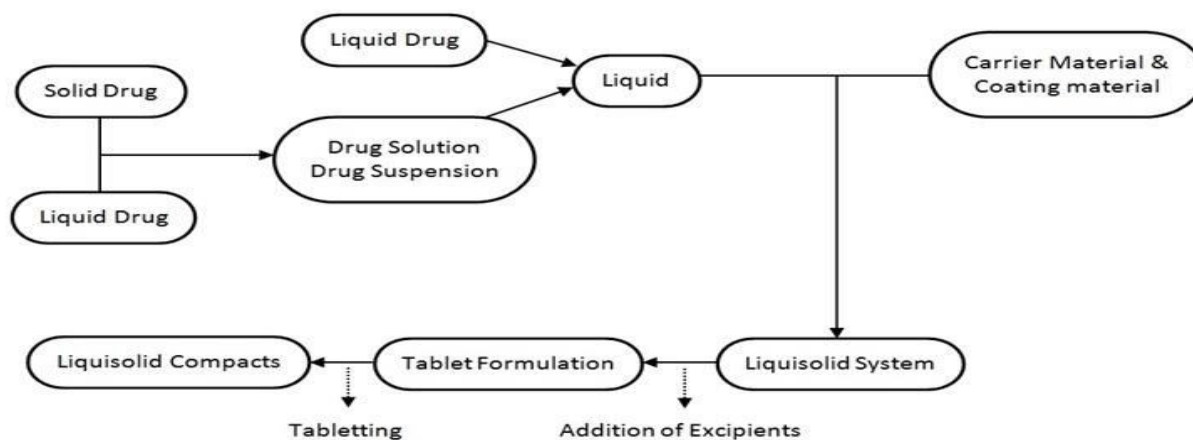 Liquid Drug
Solid Drug
Liquid
Carrier Material &
Coating material
Drug Solution
Drug Suspension
Liquid Drug
Liquisolid Compacts
Tablet Formulation
Liquisolid System
Tabletting
Addition of Excipients